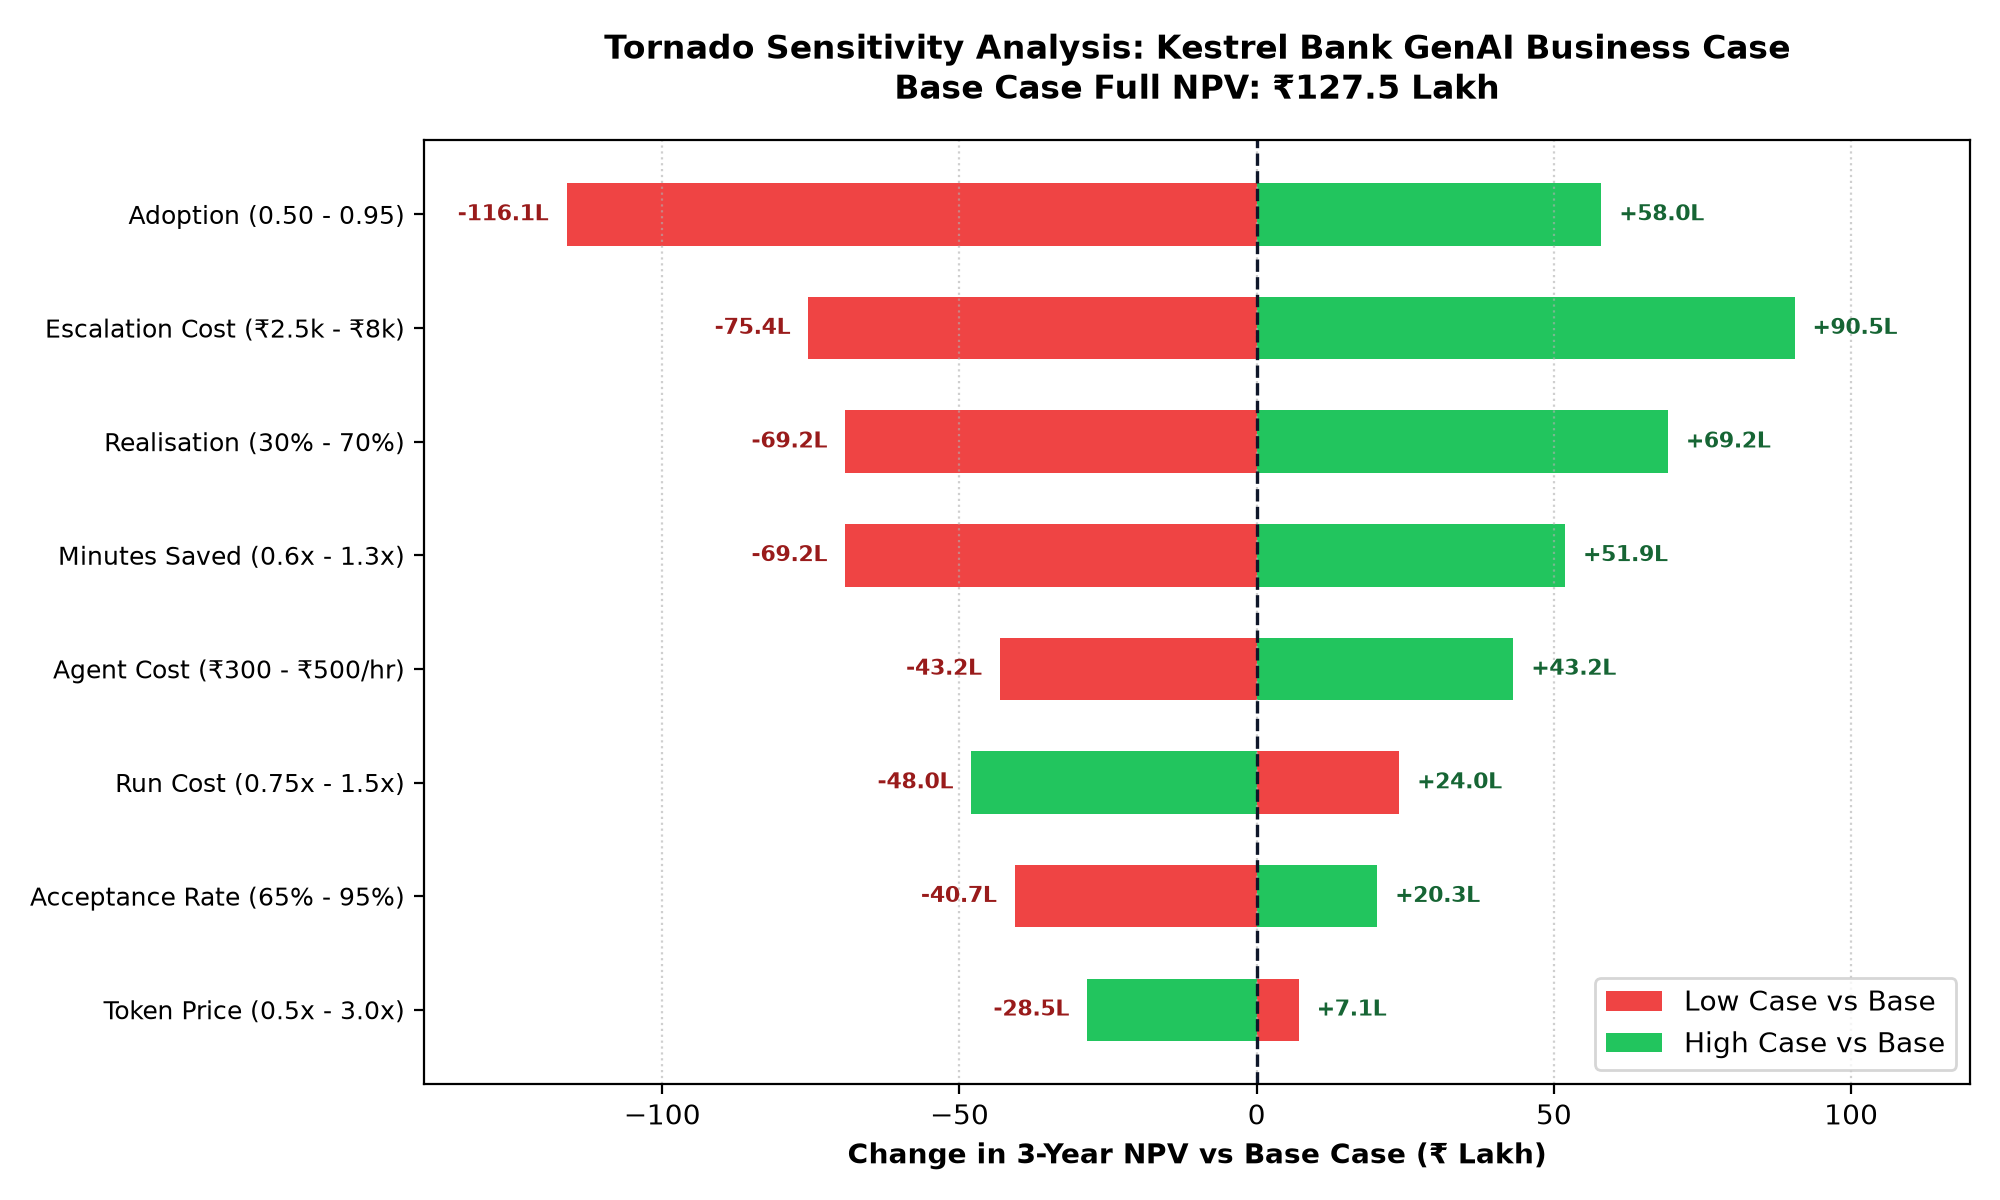 Tornado Sensitivity Analysis: Kestrel Bank GenAI Business Case
Base Case Full NPV: ₹127.5 Lakh
Adoption (0.50 - 0.95)
-116.1L
+58.0L
Escalation Cost (₹2.5k - ₹8k)
-75.4L
+90.5L
Realisation (30% - 70%)
-69.2L
+69.2L
Minutes Saved (0.6x - 1.3x)
-69.2L
+51.9L
Agent Cost (₹300 - ₹500/hr)
-43.2L
+43.2L
Run Cost (0.75x - 1.5x)
-48.0L
+24.0L
Acceptance Rate (65% - 95%)
-40.7L
+20.3L
Token Price (0.5x - 3.0x)
-28.5L
+7.1L
Low Case vs Base
High Case vs Base
−100
−50
0
50
100
Change in 3-Year NPV vs Base Case (₹ Lakh)